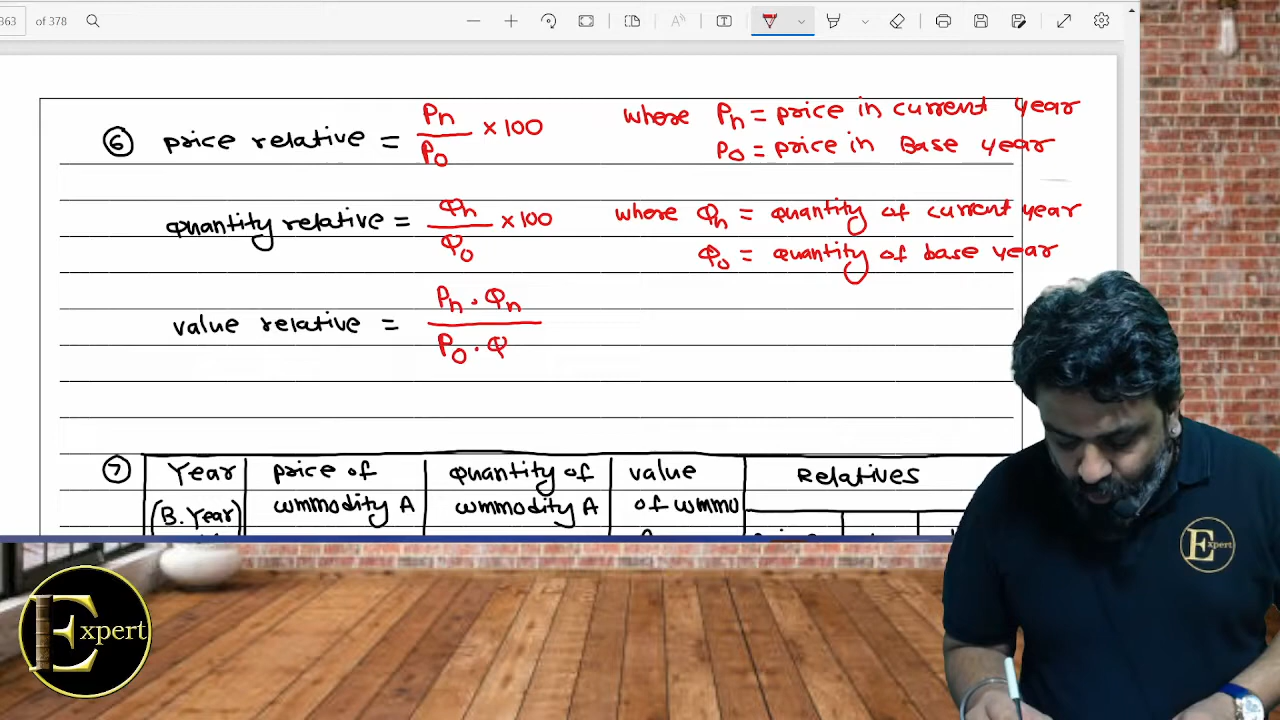 363 of 378
⑥ price relative = Pn/P0 × 100 where Pn = price in current year
P0 = price in Base year
quantity relative = Qn/Q0 × 100 where Qn = quantity of current year
Q0 = quantity of base year
value relative = Pn . Qn / P0 . Q
⑦ Year price of quantity of value Relatives
(B.Year) commodity A commodity A of commo
Expert
Expert